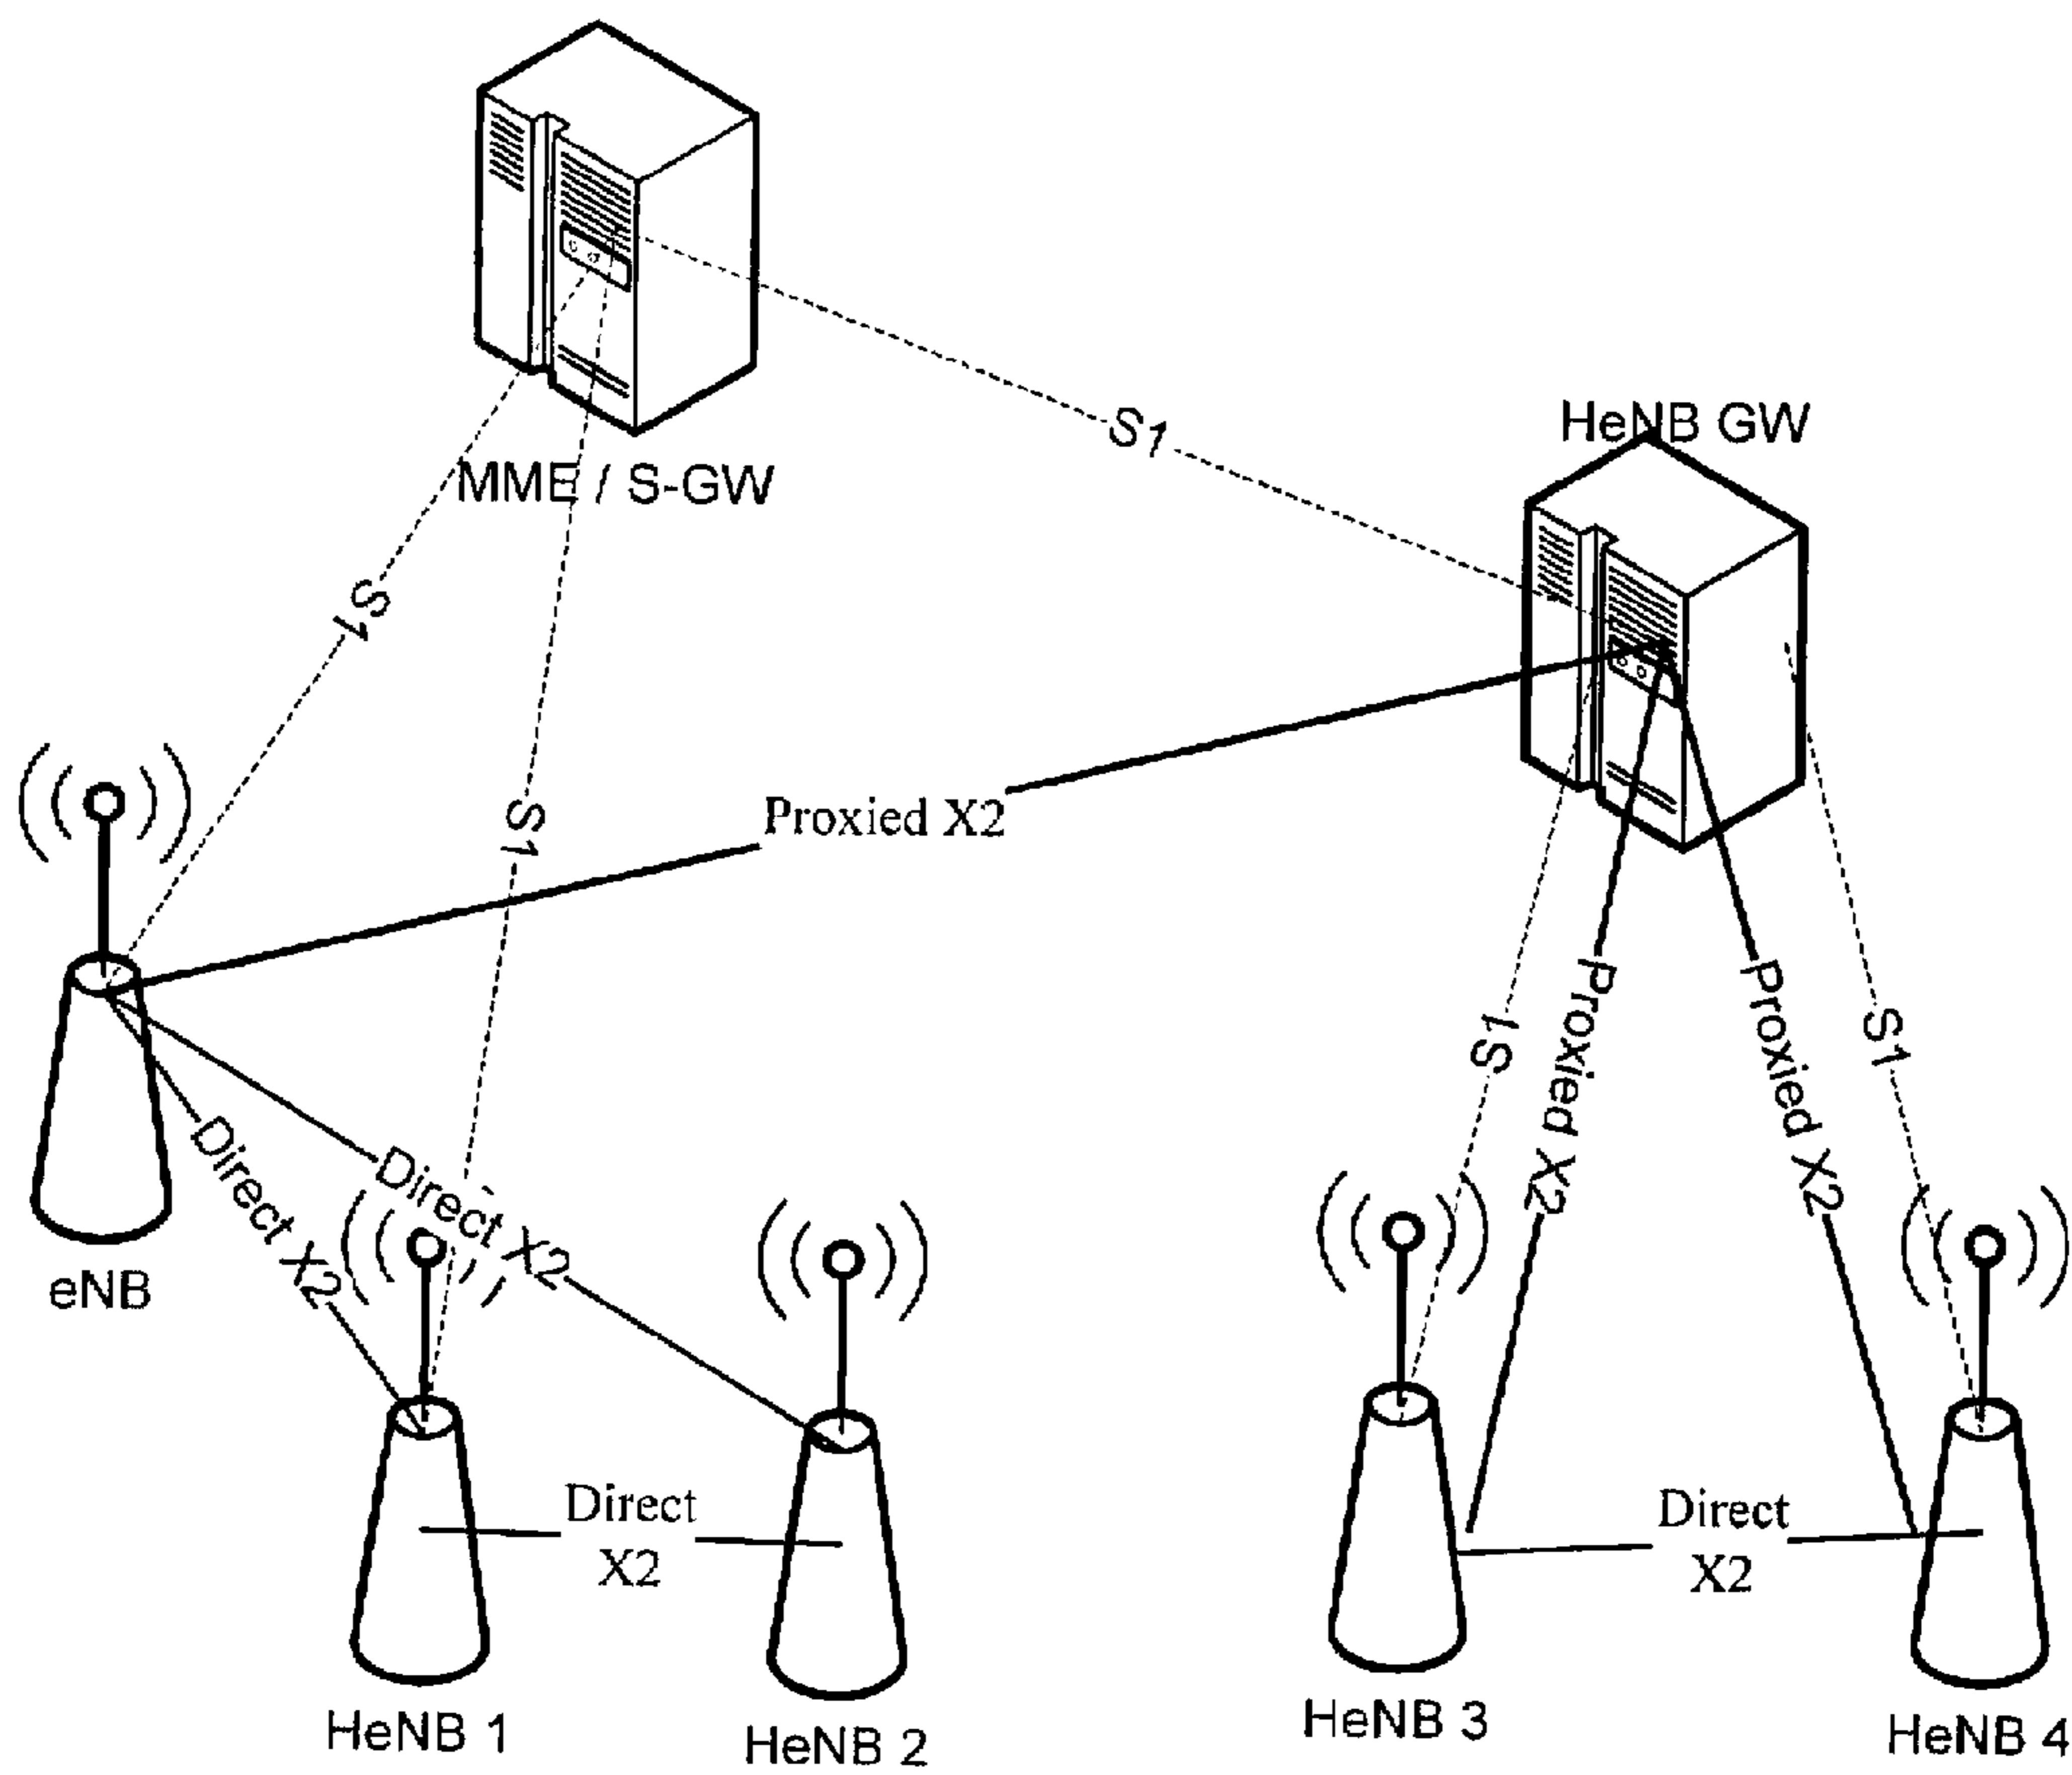 HeNB GW
S1
MME / S-GW
S1
S1
Proxied X2
S1
Proxied X2
Proxied X2
S1
Direct X2
Direct X2
eNB
Direct
X2
Direct
X2
HeNB 1
HeNB 2
HeNB 3
HeNB 4